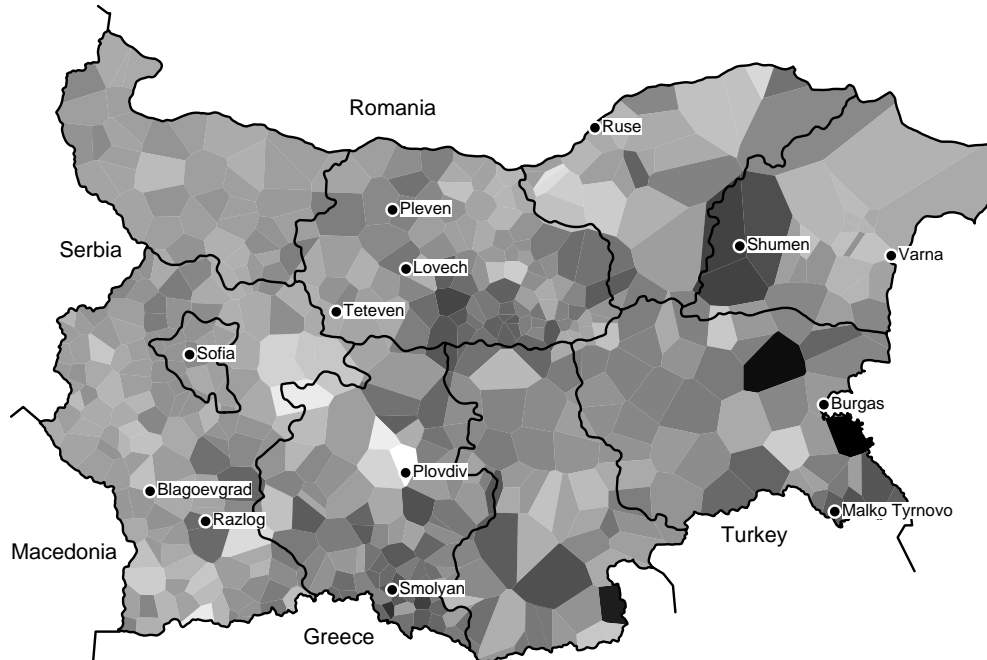 Romania
Ruse
Pleven
Shumen
Serbia
Varna
Lovech
Teteven
Sofia
Burgas
Plovdiv
Blagoevgrad
Malko Tyrnovo
Razlog
Turkey
Macedonia
Smolyan
Greece